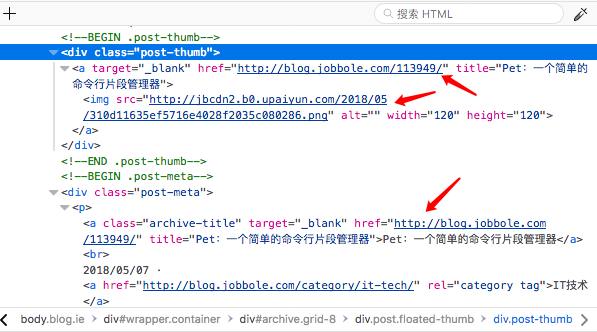 搜索 HTML
<!--BEGIN .post-thumb-->
<div class="post-thumb">
<a target="_blank" href="http://blog.jobbole.com/113949/" title="Pet：一个简单的
命令行片段管理器">
<img src="http://jbcdn2.b0.upaiyun.com/2018/05
/310d11635ef5716e4028f2035c080286.png" alt="" width="120" height="120">
</a>
</div>
<!--END .post-thumb-->
<!--BEGIN .post-meta-->
<div class="post-meta">
<p>
<a class="archive-title" target="_blank" href="http://blog.jobbole.com
/113949/" title="Pet：一个简单的命令行片段管理器">Pet：一个简单的命令行片段管理器</a>
<br>
2018/05/07 ·
<a href="http://blog.jobbole.com/category/it-tech/" rel="category tag">IT技术
</a>
body.blog.ie > div#wrapper.container > div#archive.grid-8 > div.post.floated-thumb > div.post-thumb